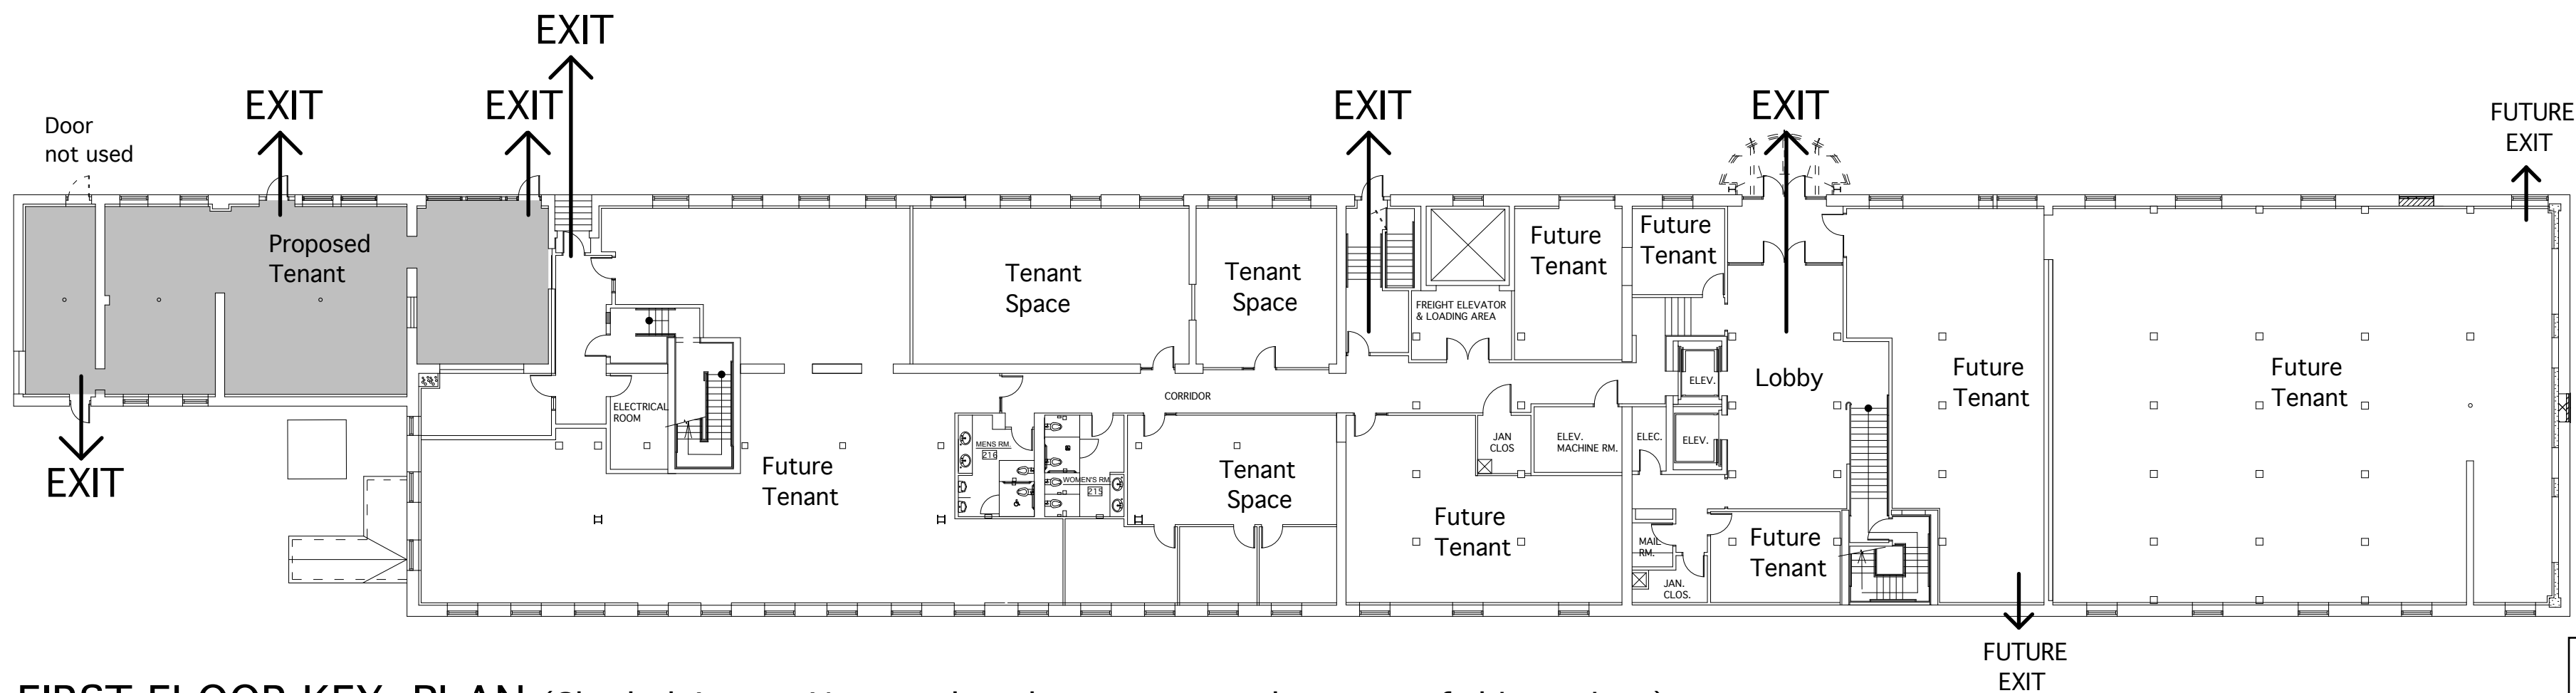 EXIT
EXIT
EXIT
EXIT
EXIT
FUTURE
EXIT
Door
not used
Proposed
Tenant
Tenant
Space
Tenant
Space
Future
Tenant
Future
Tenant
FREIGHT ELEVATOR
& LOADING AREA
ELEV.
Lobby
Future
Tenant
Future
Tenant
CORRIDOR
ELECTRICAL
ROOM
MENS RM.
216
WOMEN'S RM.
215
Future
Tenant
Tenant
Space
JAN
CLOS
ELEV.
MACHINE RM.
ELEC.
ELEV.
Future
Tenant
MAIL
RM.
JAN.
CLOS.
Future
Tenant
EXIT
FUTURE
EXIT
FIRST FLOOR KEY PLAN